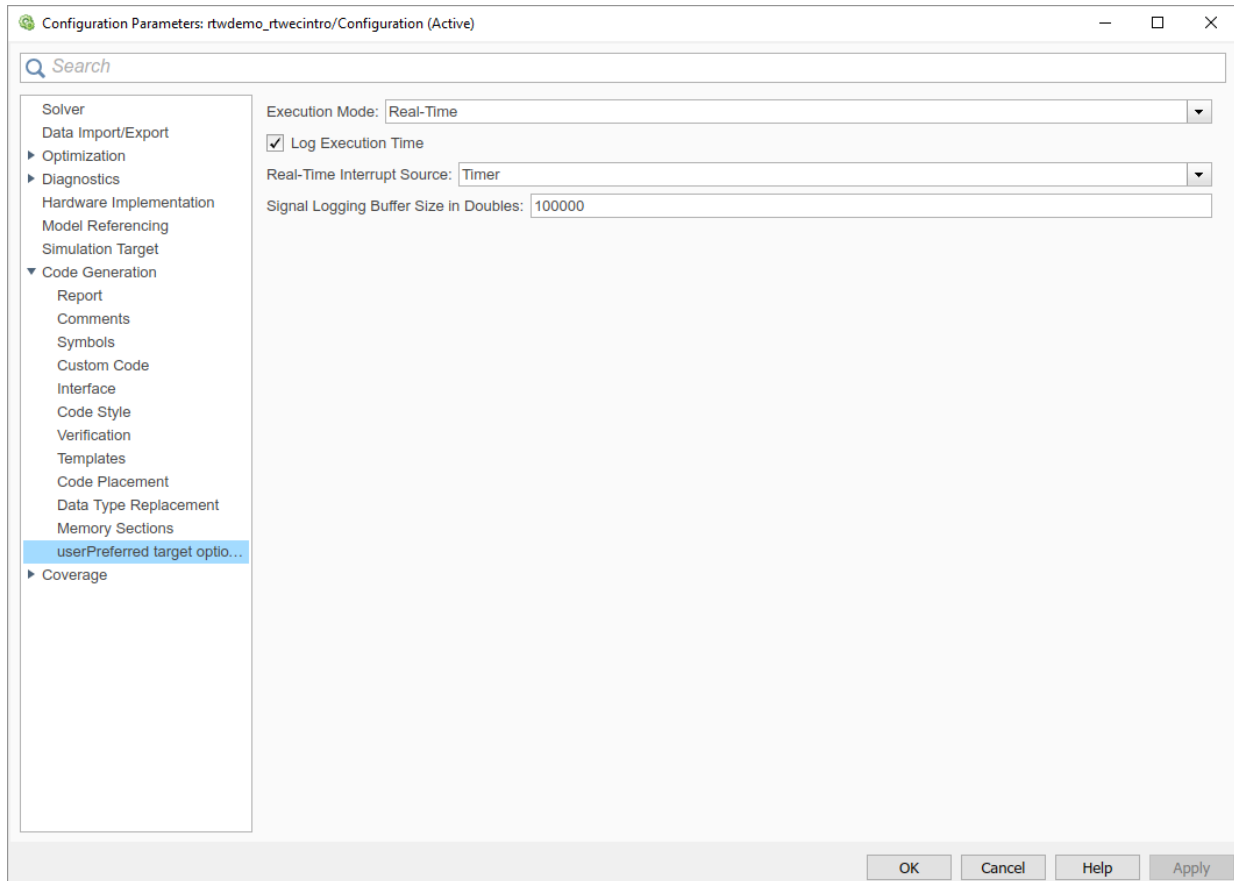 Configuration Parameters: rtwdemo_rtwecintro/Configuration (Active)
Search
Solver
Data Import/Export
Optimization
Diagnostics
Hardware Implementation
Model Referencing
Simulation Target
Code Generation
Report
Comments
Symbols
Custom Code
Interface
Code Style
Verification
Templates
Code Placement
Data Type Replacement
Memory Sections
userPreferred target optio...
Coverage
Execution Mode: Real-Time
Log Execution Time
Real-Time Interrupt Source: Timer
Signal Logging Buffer Size in Doubles: 100000
OK Cancel Help Apply